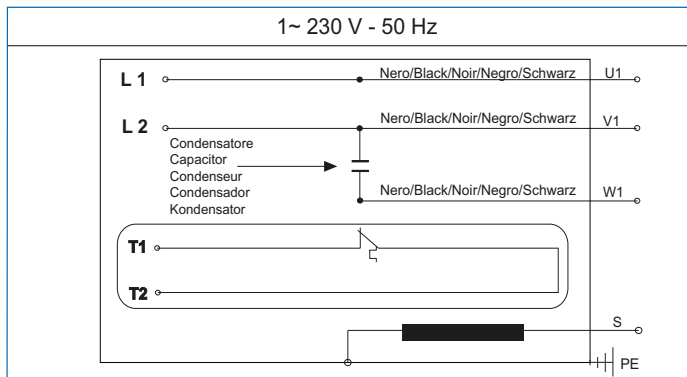 1~ 230 V - 50 Hz
L 1
Nero/Black/Noir/Negro/Schwarz
U1
L 2
Nero/Black/Noir/Negro/Schwarz
V1
Condensatore
Capacitor
Condenseur
Condensador
Kondensator
Nero/Black/Noir/Negro/Schwarz
W1
T1
T2
S
PE